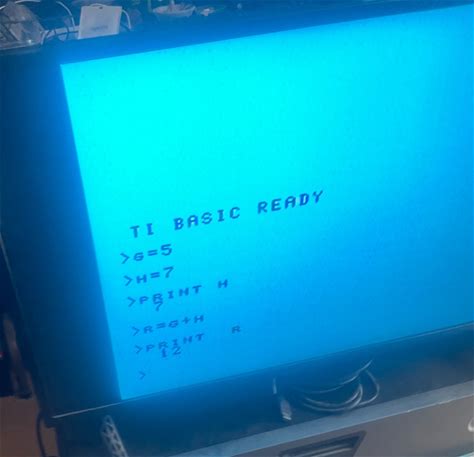 TI BASIC READY
>G=5
>H=7
>PRINT H
7
>R=G+H
>PRINT R
12
>